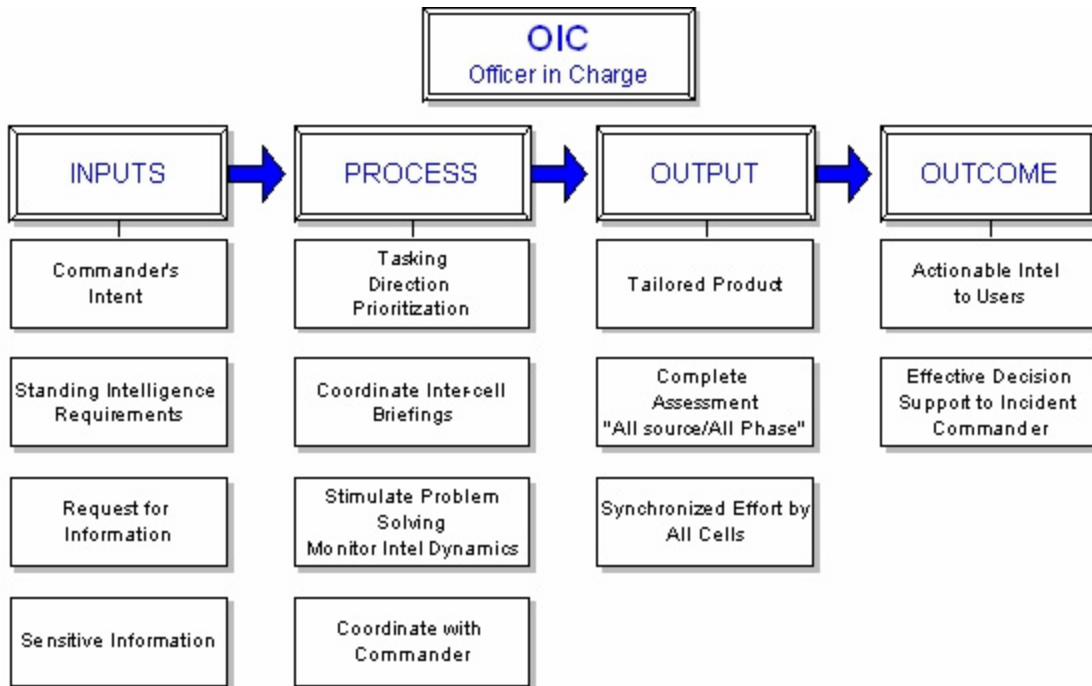 OIC
Officer in Charge
INPUTS
PROCESS
OUTPUT
OUTCOME
Commander's
Intent
Standing Intelligence
Requirements
Request for
Information
Sensitive Information
Tasking
Direction
Prioritization
Coordinate Inter-cell
Briefings
Stimulate Problem
Solving
Monitor Intel Dynamics
Coordinate with
Commander
Tailored Product
Complete
Assessment
"All source/All Phase"
Synchronized Effort by
All Cells
Actionable Intel
to Users
Effective Decision
Support to Incident
Commander